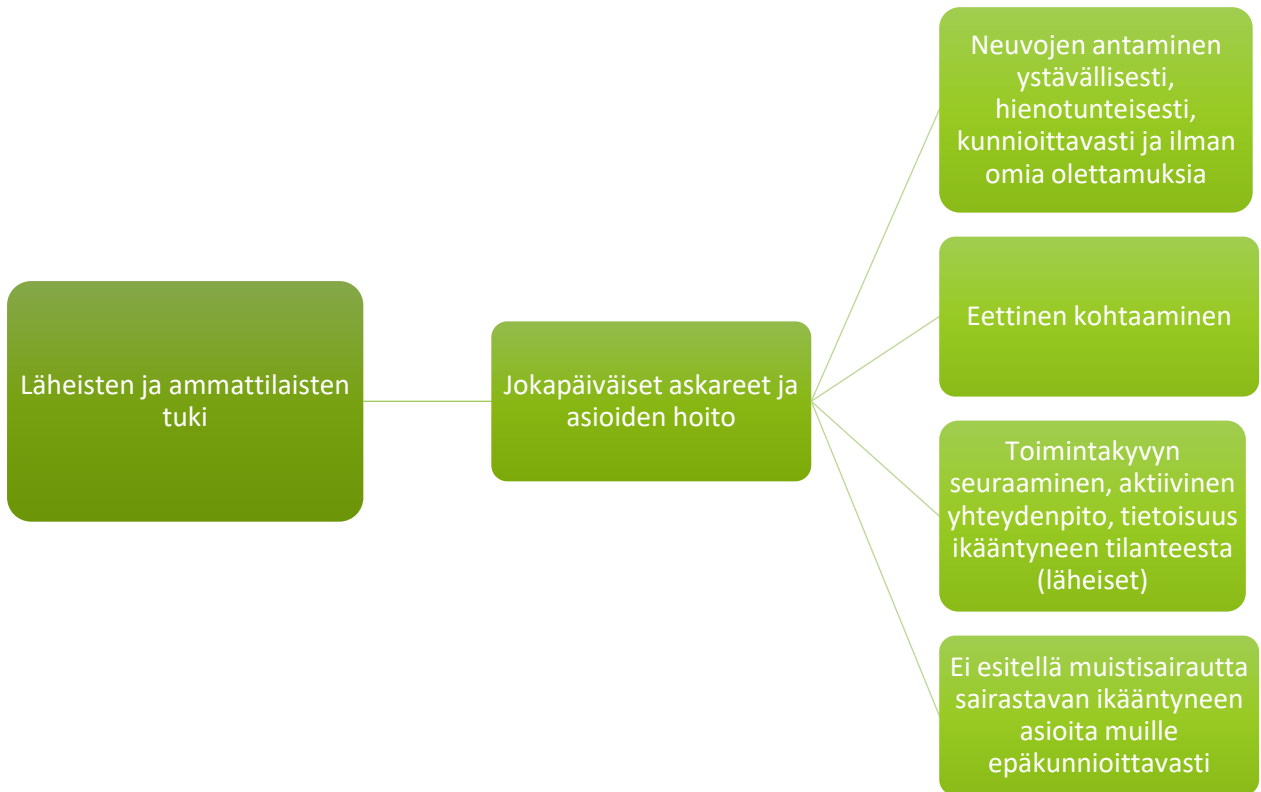 Läheisten ja ammattilaisten
tuki
Jokapäiväiset askareet ja
asioiden hoito
Neuvojen antaminen
ystävällisesti,
hienotunteisesti,
kunnioittavasti ja ilman
omia olettamuksia
Eettinen kohtaaminen
Toimintakyvyn
seuraaminen, aktiivinen
yhteydenpito, tietoisuus
ikääntyneen tilanteesta
(läheiset)
Ei esitellä muistisairautta
sairastavan ikääntyneen
asioita muille
epäkunnioittavasti